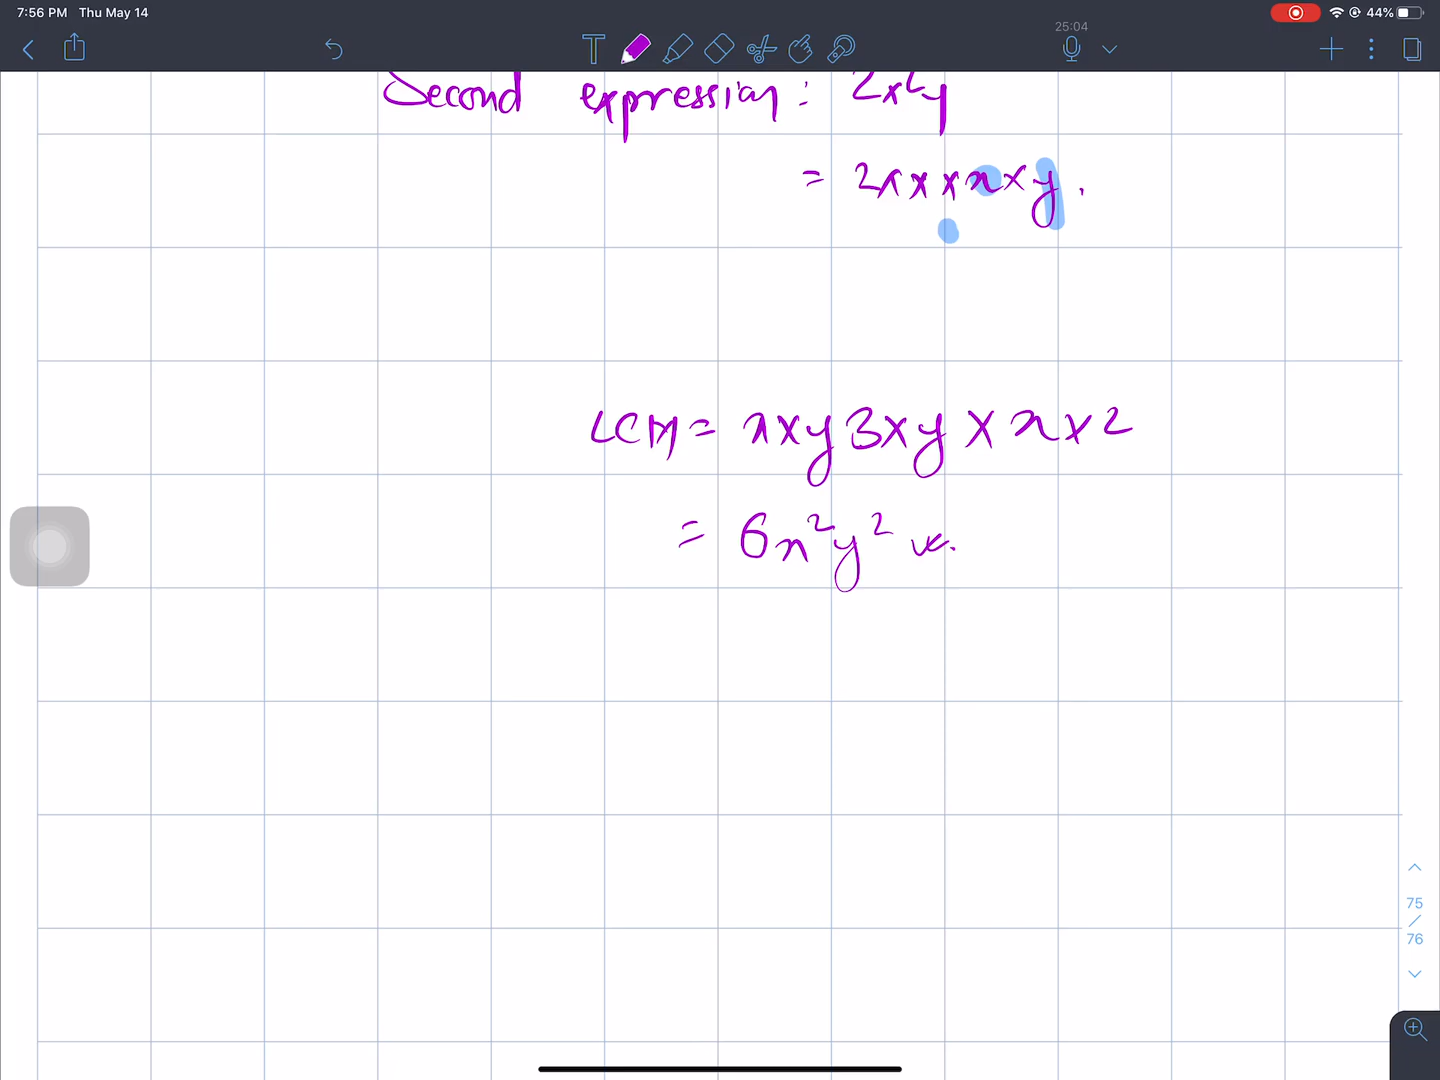 7:56 PM Thu May 14
44%
25:04
T
Second expression : 2x²y
= 2 x x × x × y .
LCM = x × y 3 × y × x × 2
= 6x²y²
75
/
76